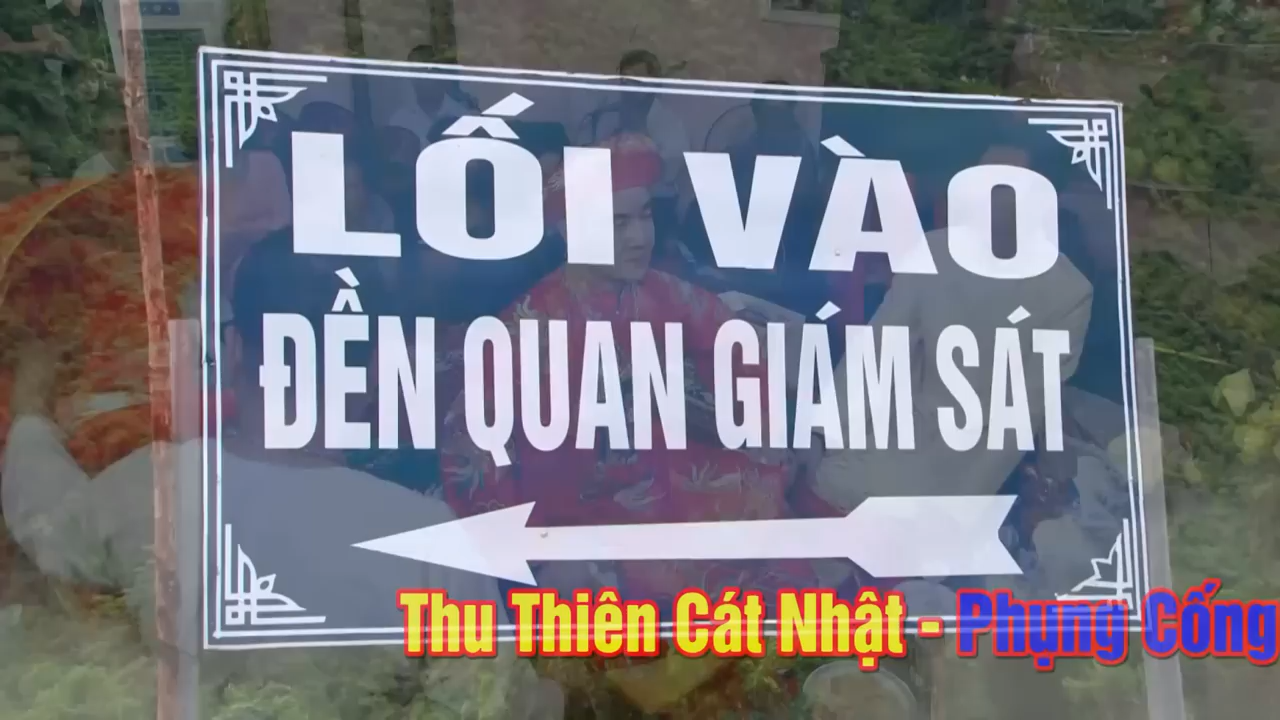 LỐI VÀO
ĐỀN QUAN GIÁM SÁT
Thu Thiên Cát Nhật - Phụng Cống